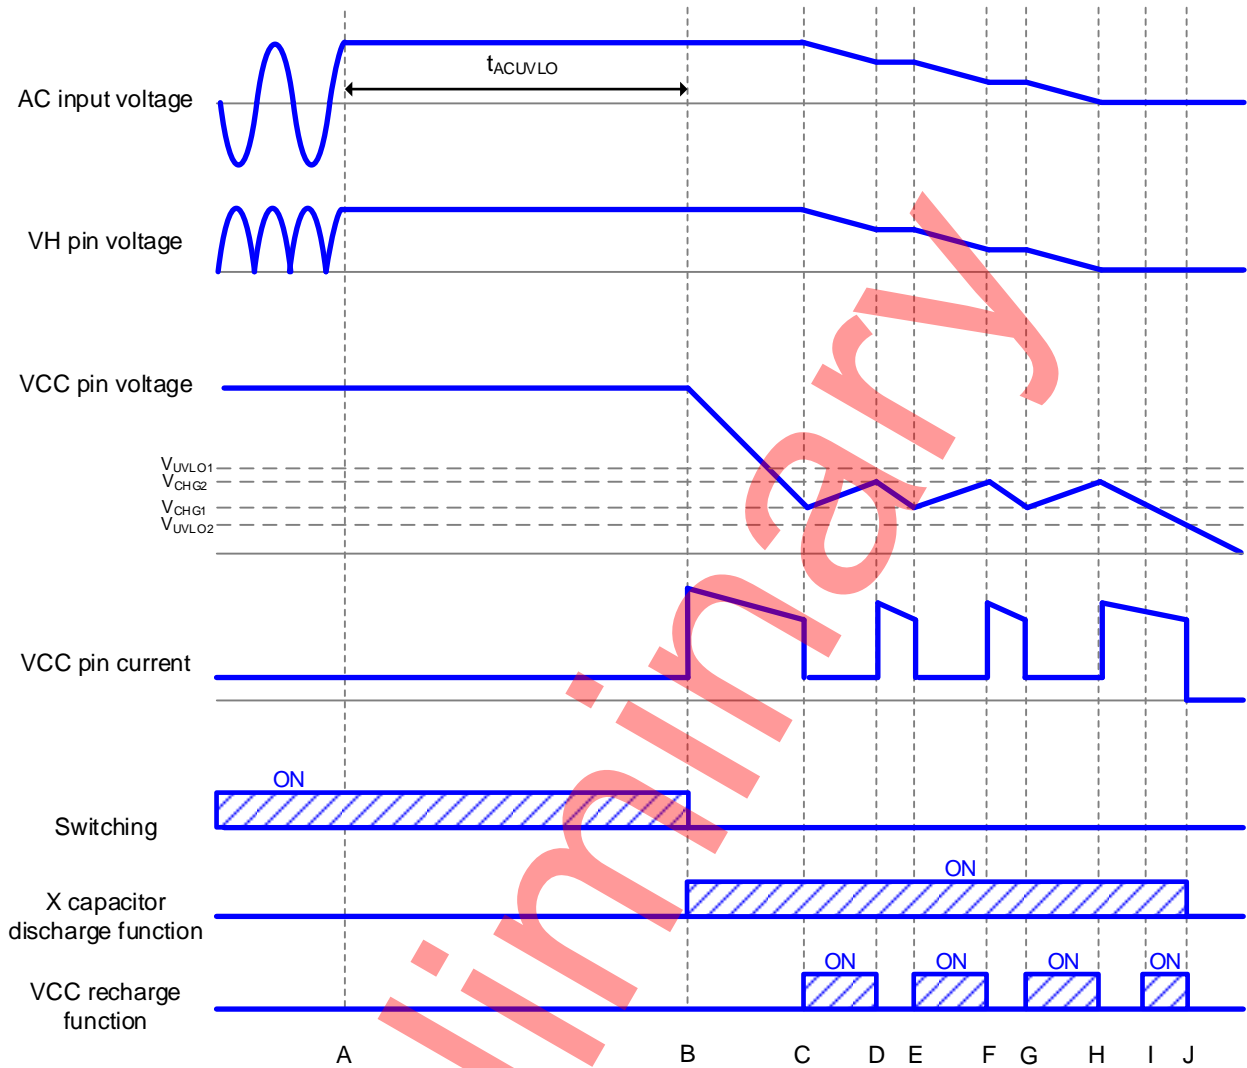 tACUVLO
AC input voltage
VH pin voltage
VCC pin voltage
VUVLO1
VCHG2
VCHG1
VUVLO2
VCC pin current
ON
Switching
ON
X capacitor
discharge function
ON ON ON ON
VCC recharge
function
A B C D E F G H I J
liminary